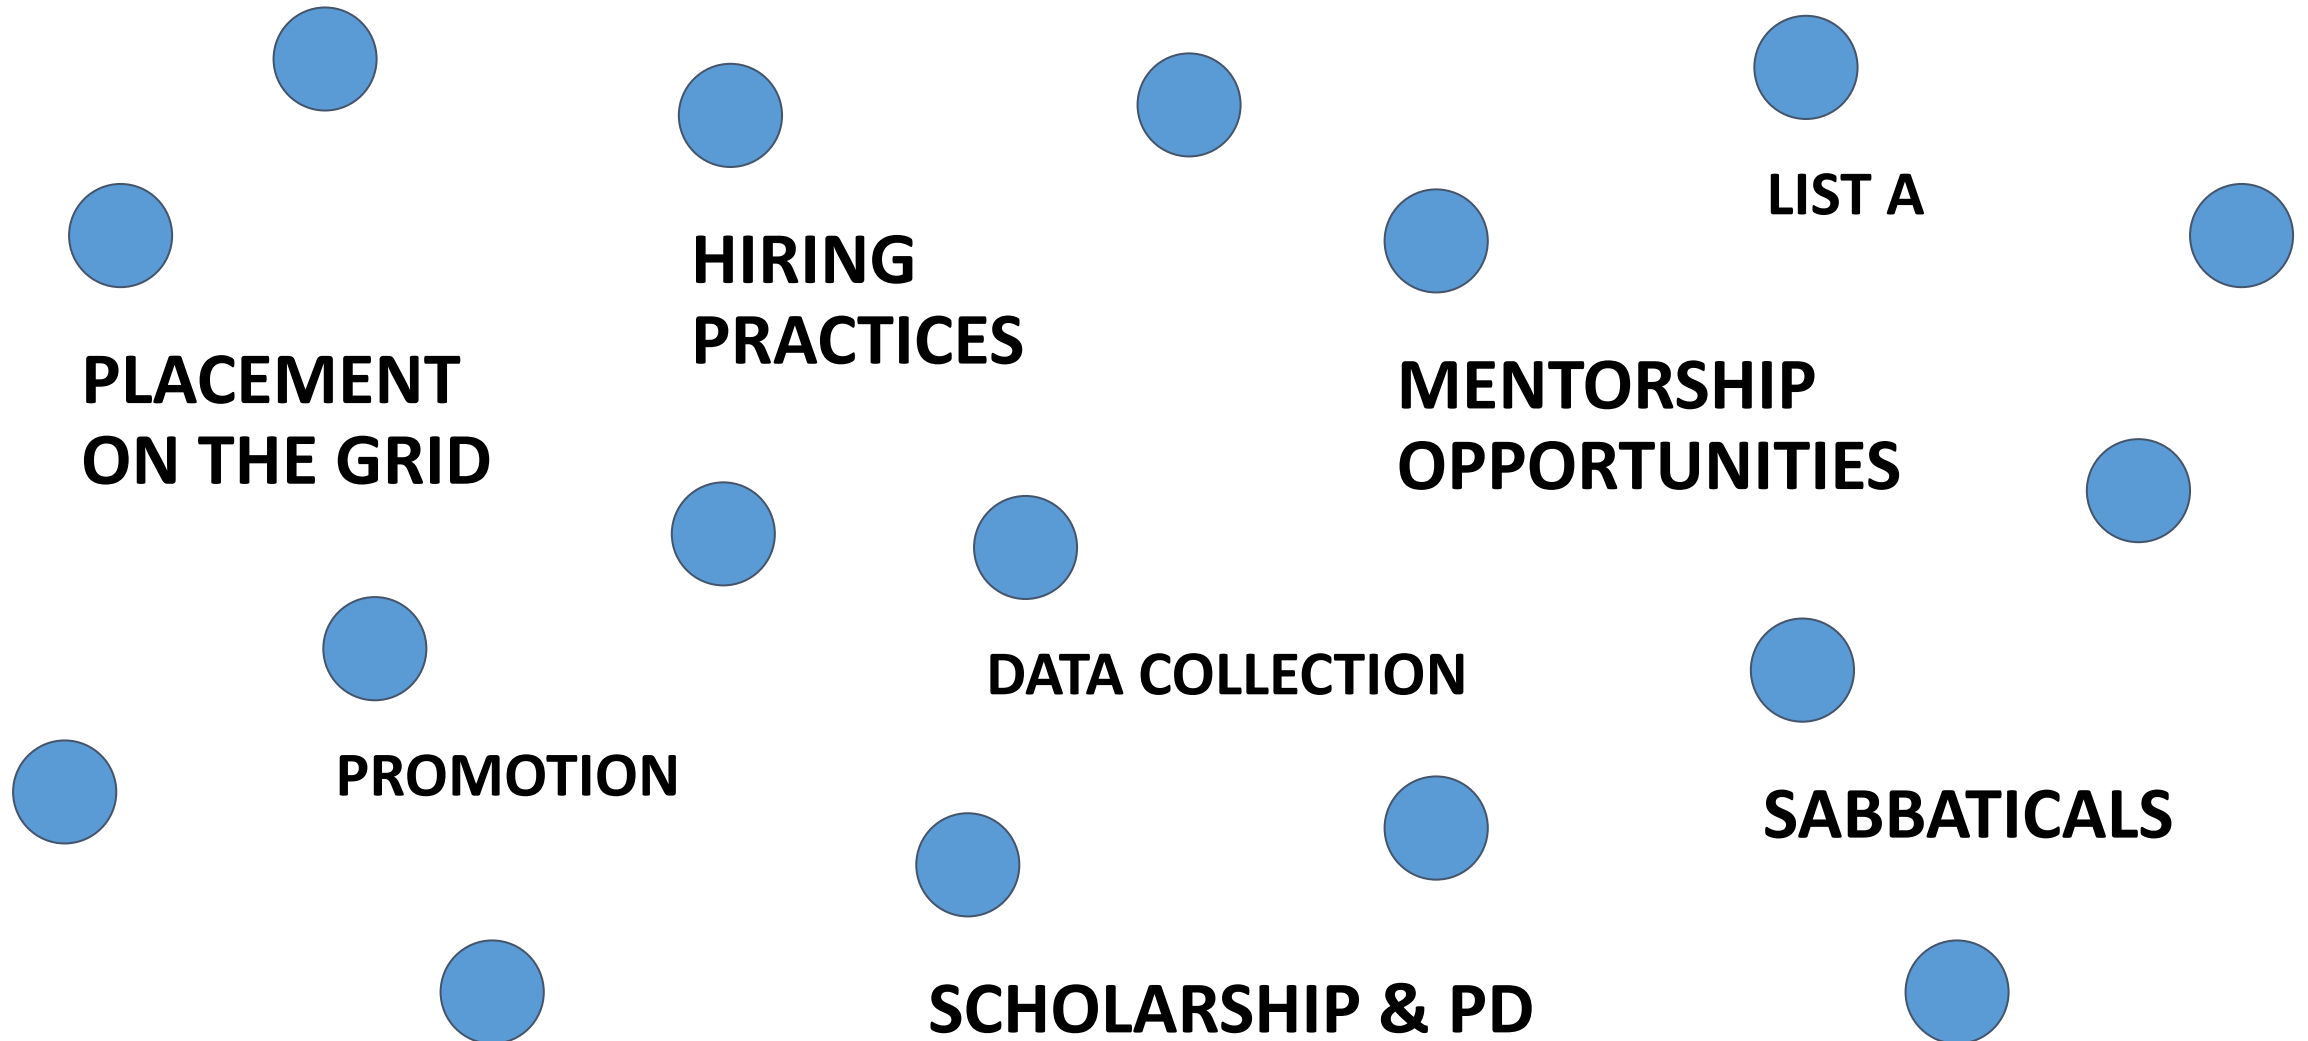 LIST A
HIRING
PRACTICES
PLACEMENT
ON THE GRID
MENTORSHIP
OPPORTUNITIES
DATA COLLECTION
PROMOTION
SABBATICALS
SCHOLARSHIP & PD